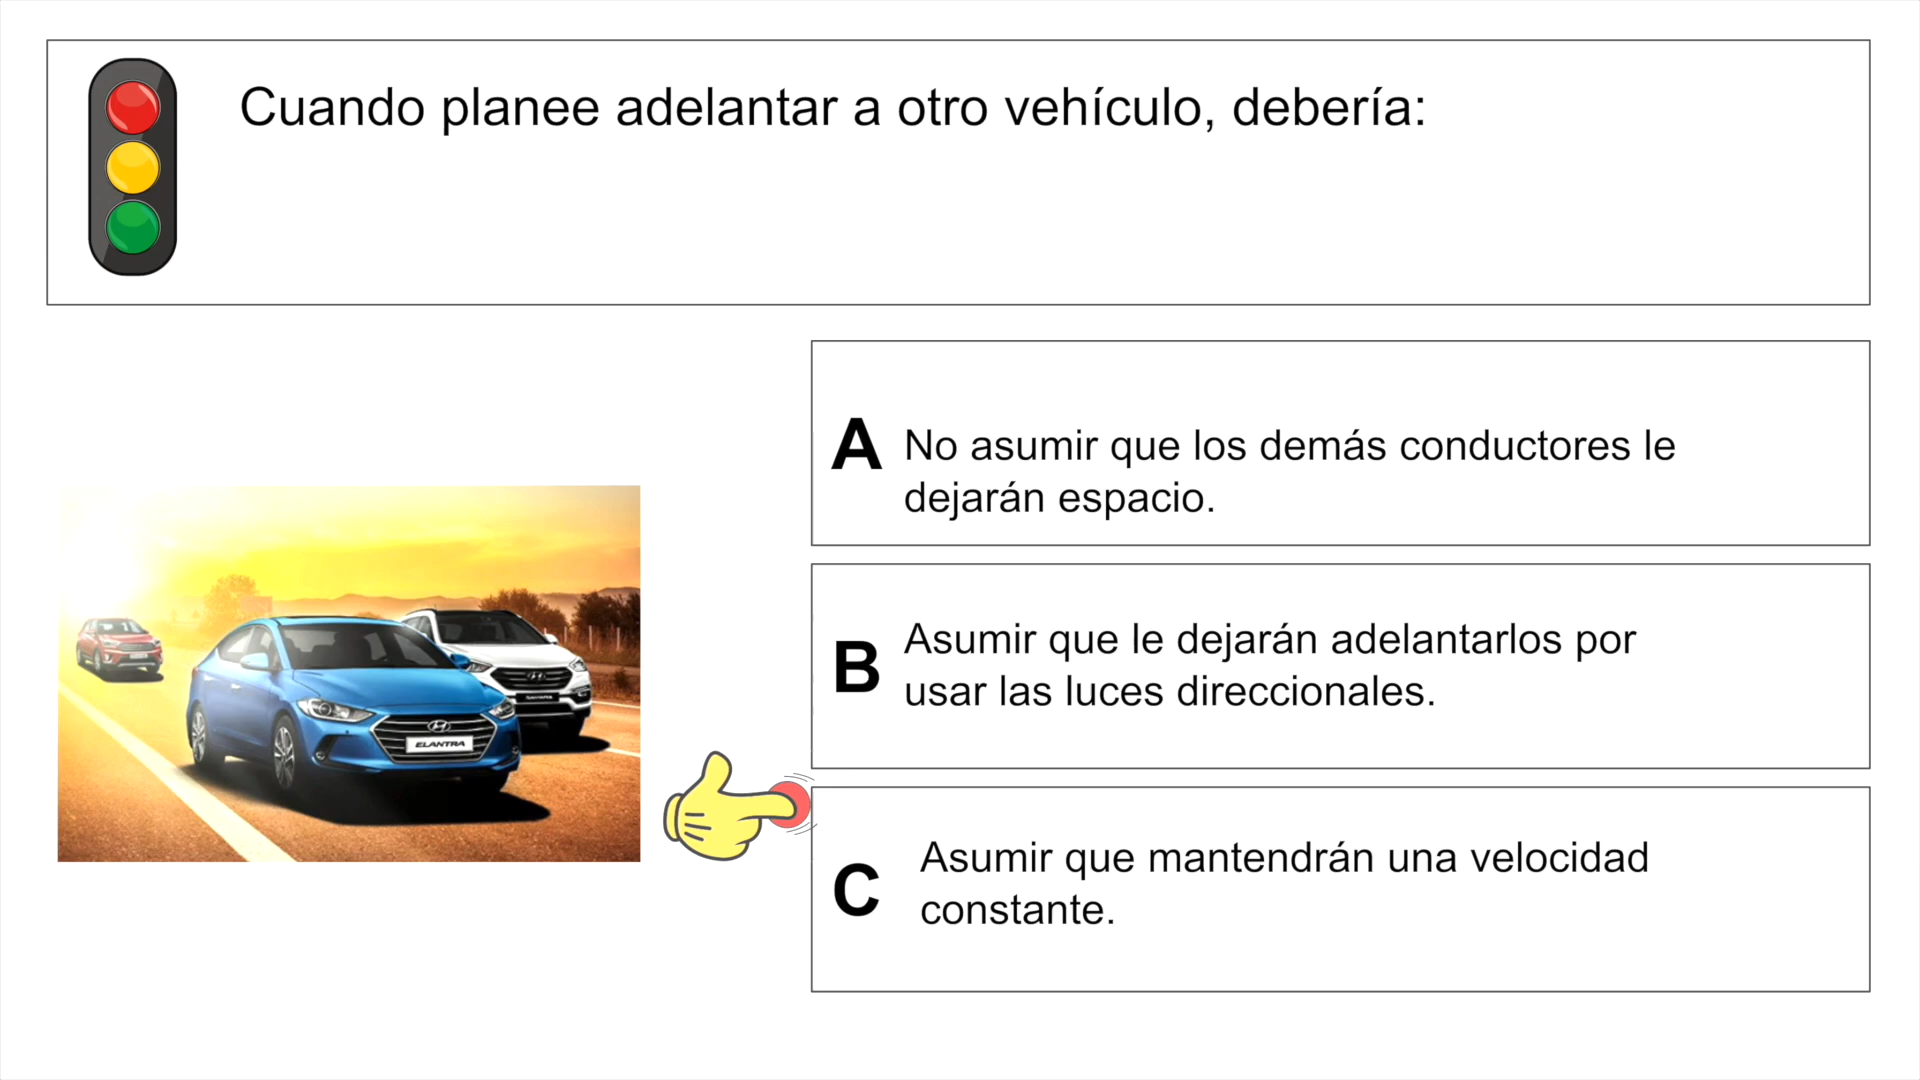 Cuando planee adelantar a otro vehículo, debería:
A No asumir que los demás conductores le
dejarán espacio.
B Asumir que le dejarán adelantarlos por
usar las luces direccionales.
C Asumir que mantendrán una velocidad
constante.
ELANTRA